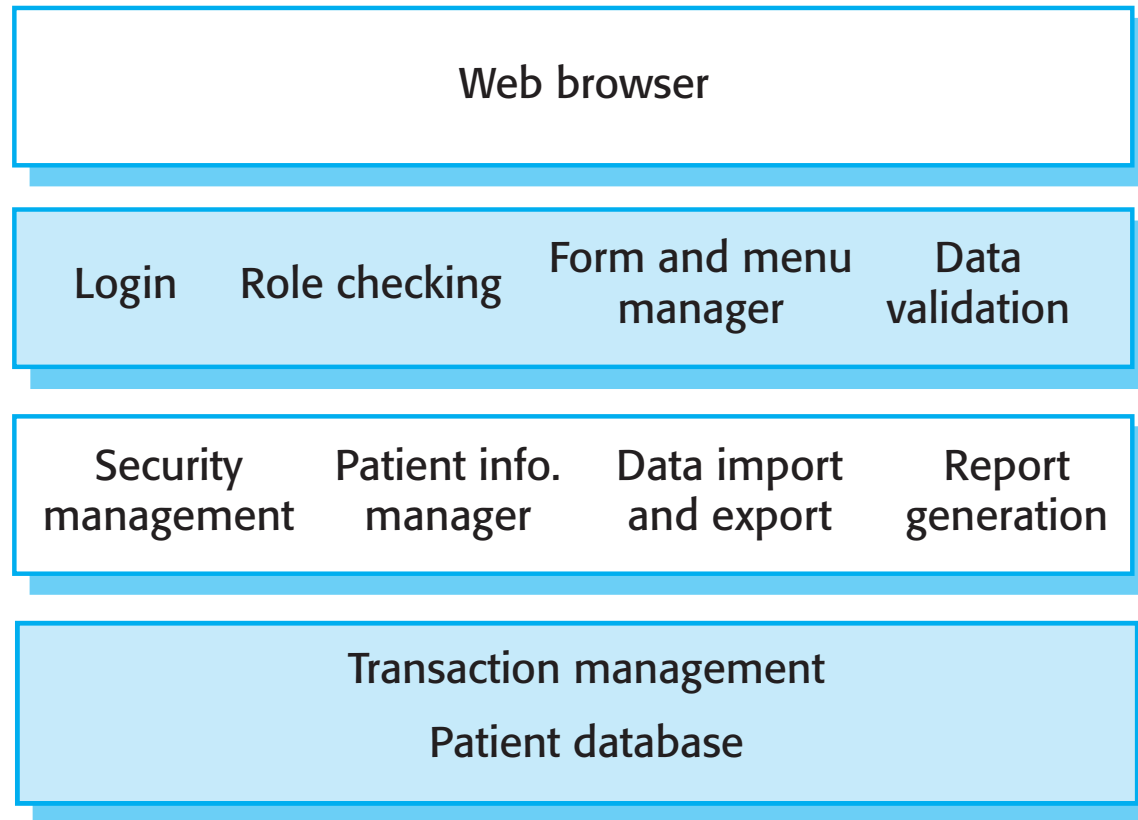 Web browser
Login
Role checking
Form and menu
manager
Data
validation
Security
management
Patient info.
manager
Data import
and export
Report
generation
Transaction management
Patient database